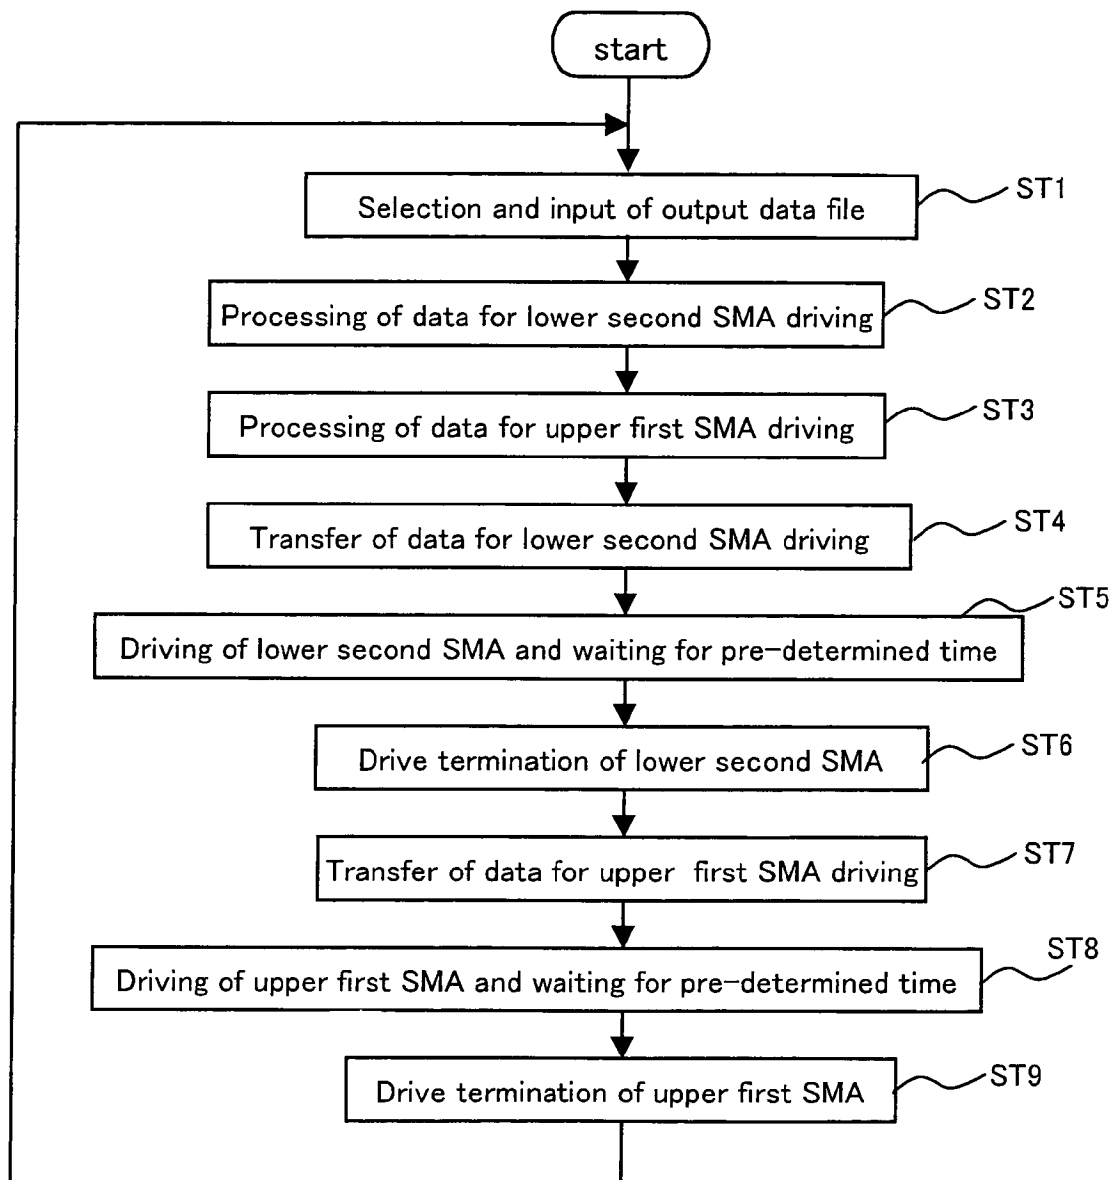 start
Selection and input of output data file
ST1
Processing of data for lower second SMA driving
ST2
Processing of data for upper first SMA driving
ST3
Transfer of data for lower second SMA driving
ST4
Driving of lower second SMA and waiting for pre-determined time
ST5
Drive termination of lower second SMA
ST6
Transfer of data for upper first SMA driving
ST7
Driving of upper first SMA and waiting for pre-determined time
ST8
Drive termination of upper first SMA
ST9